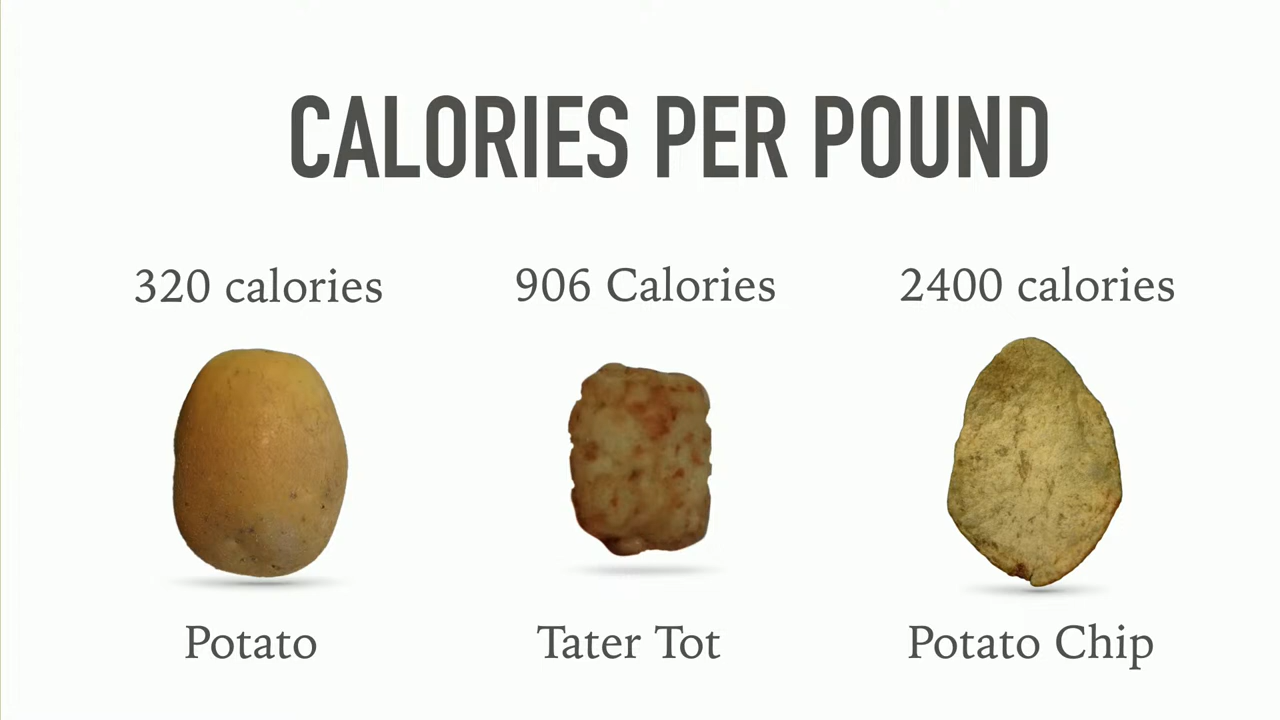 CALORIES PER POUND
320 calories
906 Calories
2400 calories
Potato
Tater Tot
Potato Chip